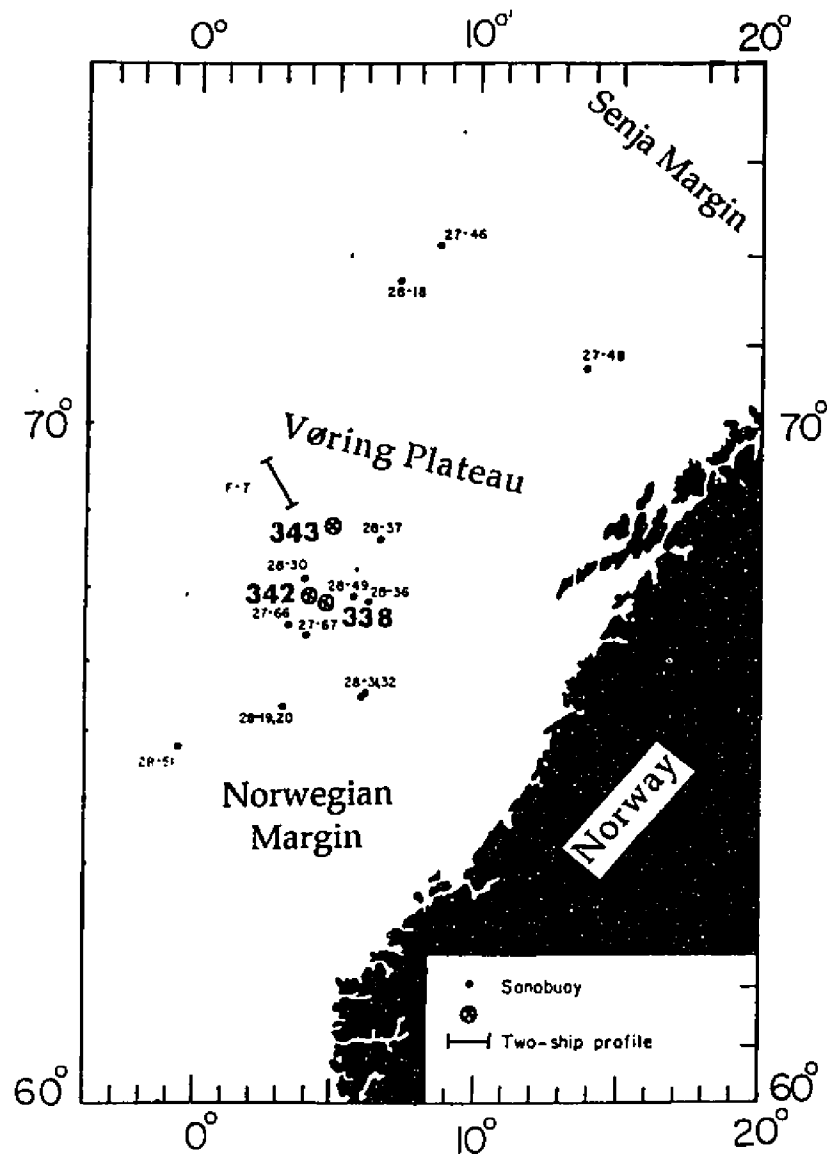 0° 10° 20°
Senja Margin
27-46
28-18
27-48
70° 70°
Vøring Plateau
F-7
343 28-37
28-30
28-49
28-36
342
338
27-66
27-67
28-31,32
28-19,20
28-51
Norwegian
Margin
Norway
Sonobuoy
Two-ship profile
60° 60°
0° 10° 20°